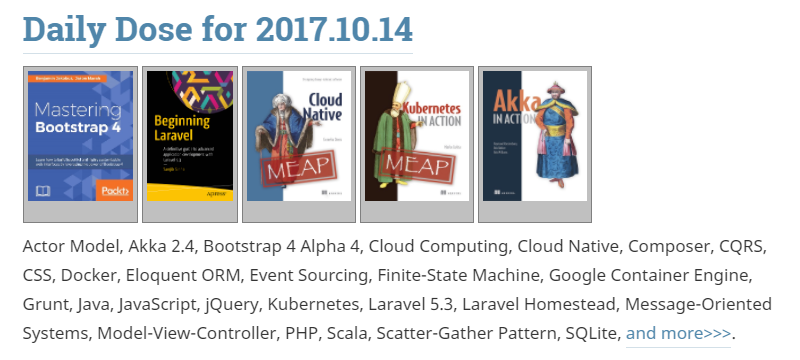 Daily Dose for 2017.10.14
Mastering
Bootstrap 4
Packt
Beginning
Laravel
Apress
Cloud
Native
MEAP
MANNING
Kubernetes
IN ACTION
MEAP
MANNING
Akka
IN ACTION
MANNING
Actor Model, Akka 2.4, Bootstrap 4 Alpha 4, Cloud Computing, Cloud Native, Composer, CQRS,
CSS, Docker, Eloquent ORM, Event Sourcing, Finite-State Machine, Google Container Engine,
Grunt, Java, JavaScript, jQuery, Kubernetes, Laravel 5.3, Laravel Homestead, Message-Oriented
Systems, Model-View-Controller, PHP, Scala, Scatter-Gather Pattern, SQLite, and more>>>.